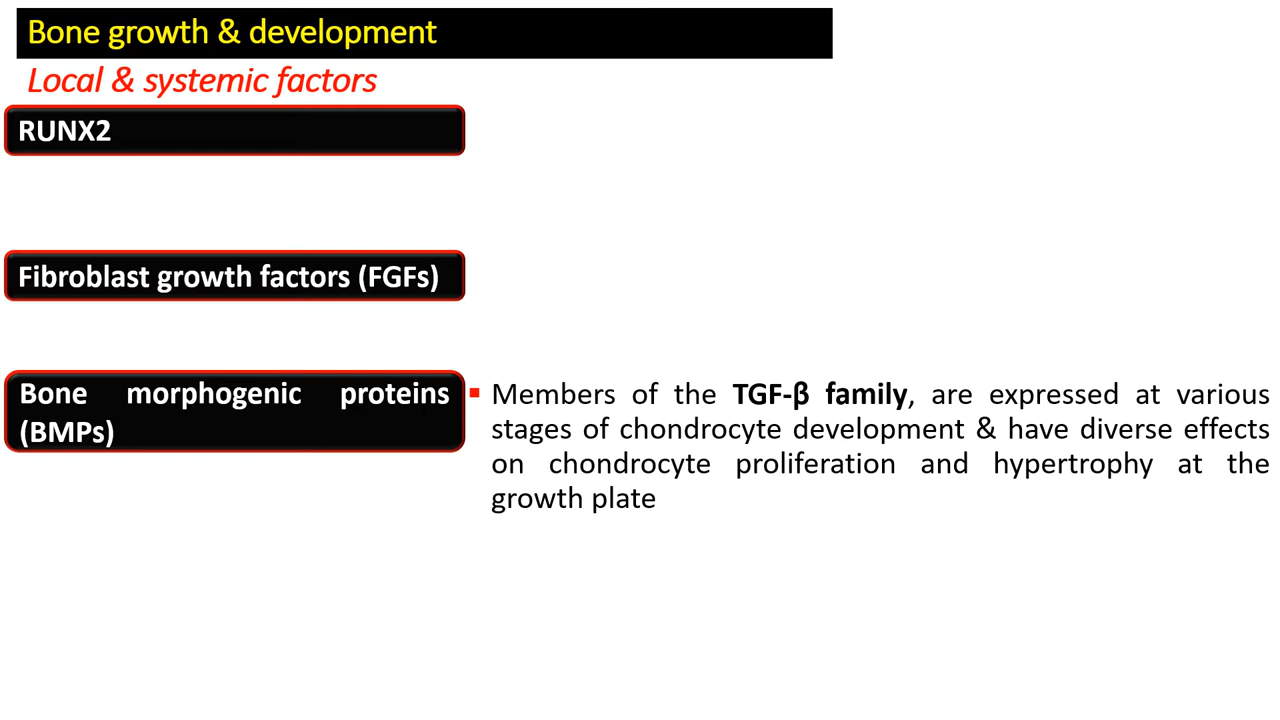 Bone growth & development
Local & systemic factors
RUNX2
Fibroblast growth factors (FGFs)
Bone morphogenic proteins
(BMPs)
▪ Members of the TGF-β family, are expressed at various
stages of chondrocyte development & have diverse effects
on chondrocyte proliferation and hypertrophy at the
growth plate